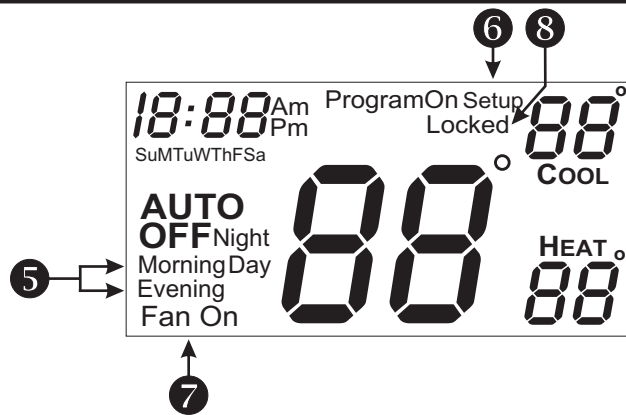 6 8
18:88 Am Pm ProgramOn Setup 88°
Locked
SuMTuWThFSa
COOL
88°
AUTO
OFF Night
HEAT °
5 Morning Day
Evening
88
Fan On
7